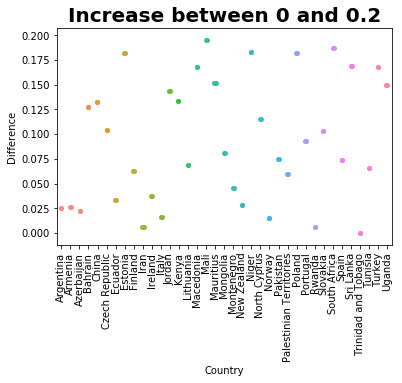 Increase between 0 and 0.2
0.200
0.175
0.150
0.125
0.100
0.075
0.050
0.025
0.000
Difference
Argentina
Armenia
Azerbaijan
Bahrain
China
Czech Republic
Ecuador
Estonia
Finland
Iran
Ireland
Italy
Jordan
Kenya
Lithuania
Macedonia
Mali
Mauritius
Mongolia
Montenegro
New Zealand
Niger
North Cyprus
Norway
Pakistan
Palestinian Territories
Poland
Portugal
Rwanda
Slovakia
South Africa
Spain
Sri Lanka
Trinidad and Tobago
Tunisia
Turkey
Uganda
Country